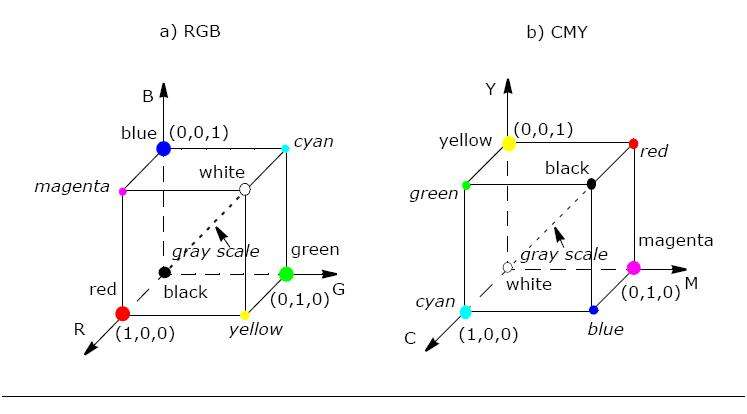 a) RGB
B
blue (0,0,1)
cyan
white
magenta
gray scale
green
red
black
(0,1,0) G
R (1,0,0)
yellow
b) CMY
Y
yellow (0,0,1)
red
black
green
gray scale
magenta
white
(0,1,0) M
cyan
C (1,0,0)
blue